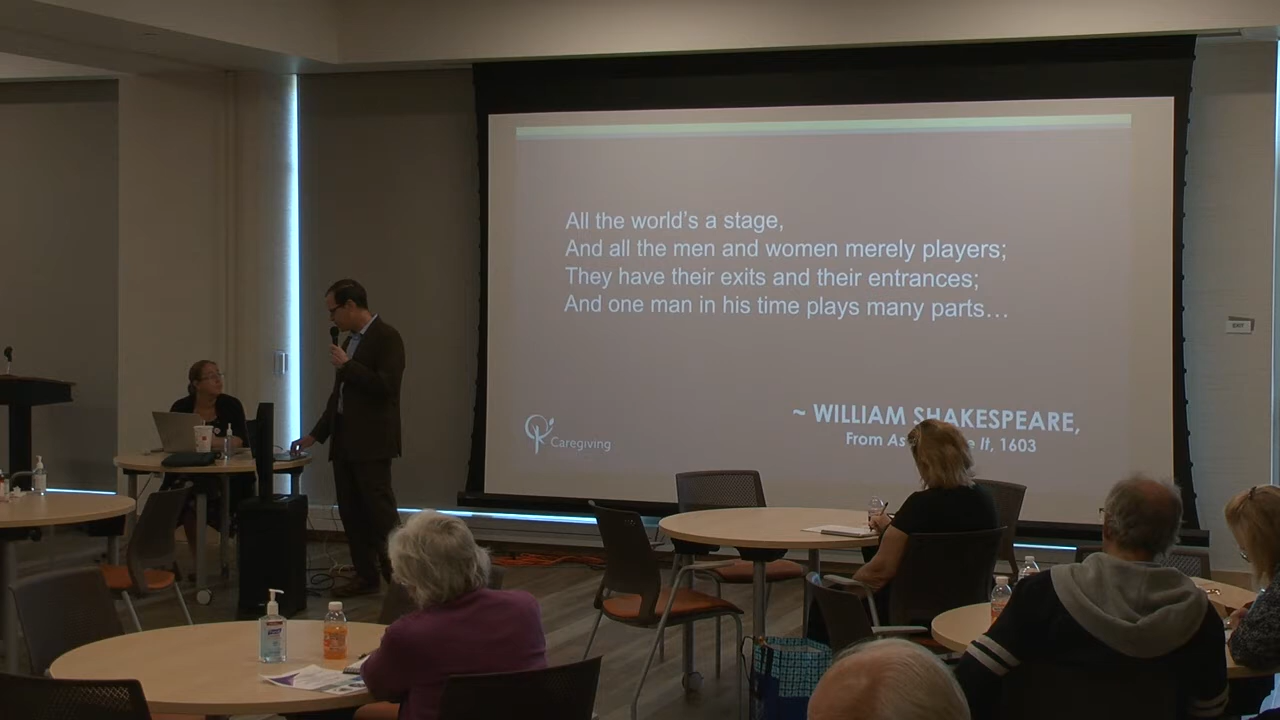 All the world's a stage,
And all the men and women merely players;
They have their exits and their entrances;
And one man in his time plays many parts…
~ WILLIAM SHAKESPEARE,
From As It, 1603
Caregiving
EXIT